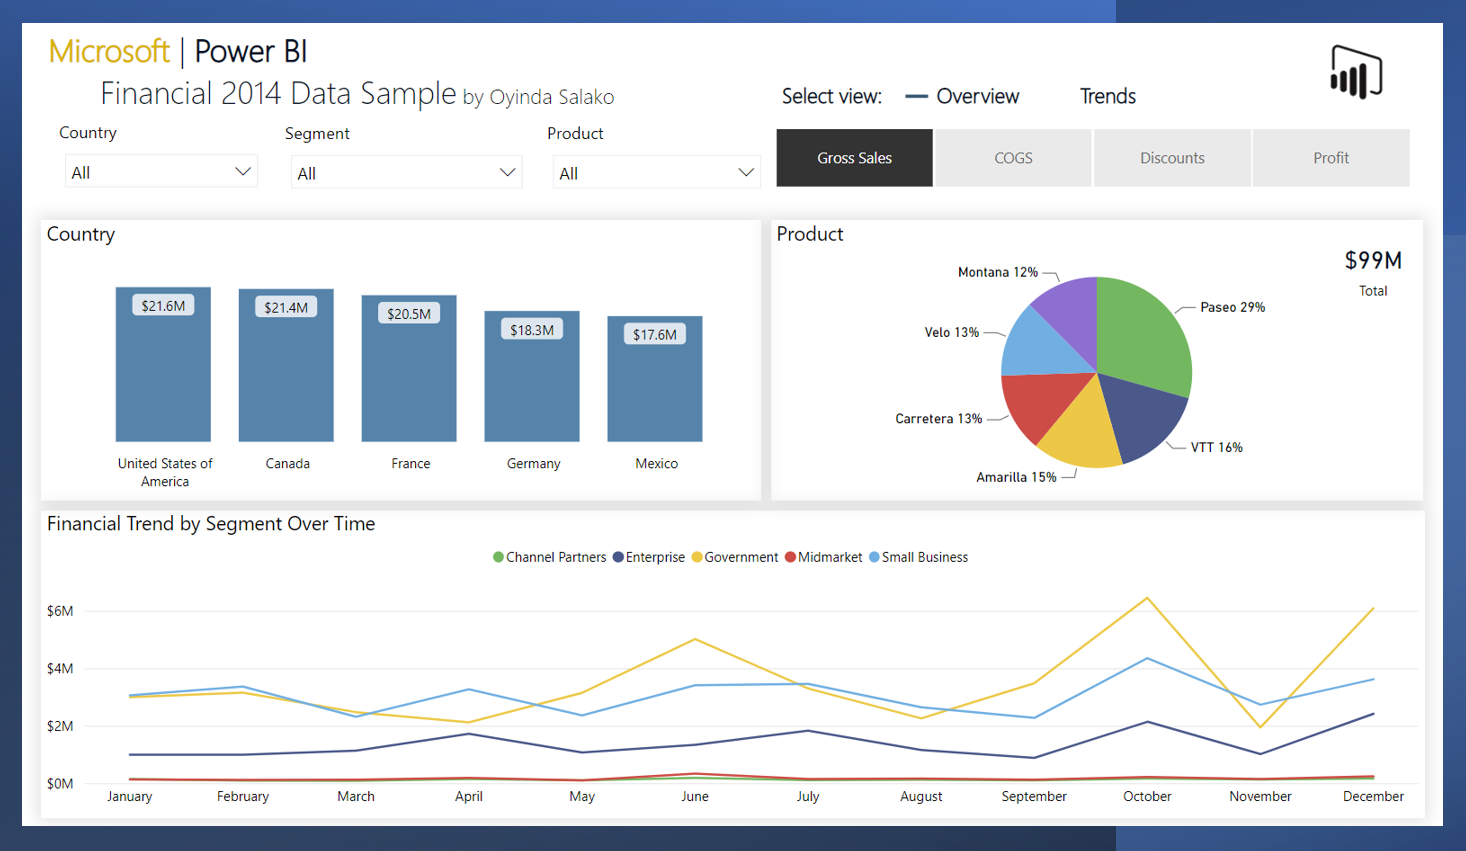 Microsoft | Power BI
Financial 2014 Data Sample by Oyinda Salako
Select view: Overview Trends
Country Segment Product
All All All
Gross Sales COGS Discounts Profit
Country
$21.6M $21.4M $20.5M $18.3M $17.6M
United States of
America
Canada France Germany Mexico
Product
$99M
Total
Montana 12%
Paseo 29%
Velo 13%
Carretera 13%
VTT 16%
Amarilla 15%
Financial Trend by Segment Over Time
Channel Partners Enterprise Government Midmarket Small Business
$6M
$4M
$2M
$0M
January February March April May June July August September October November December